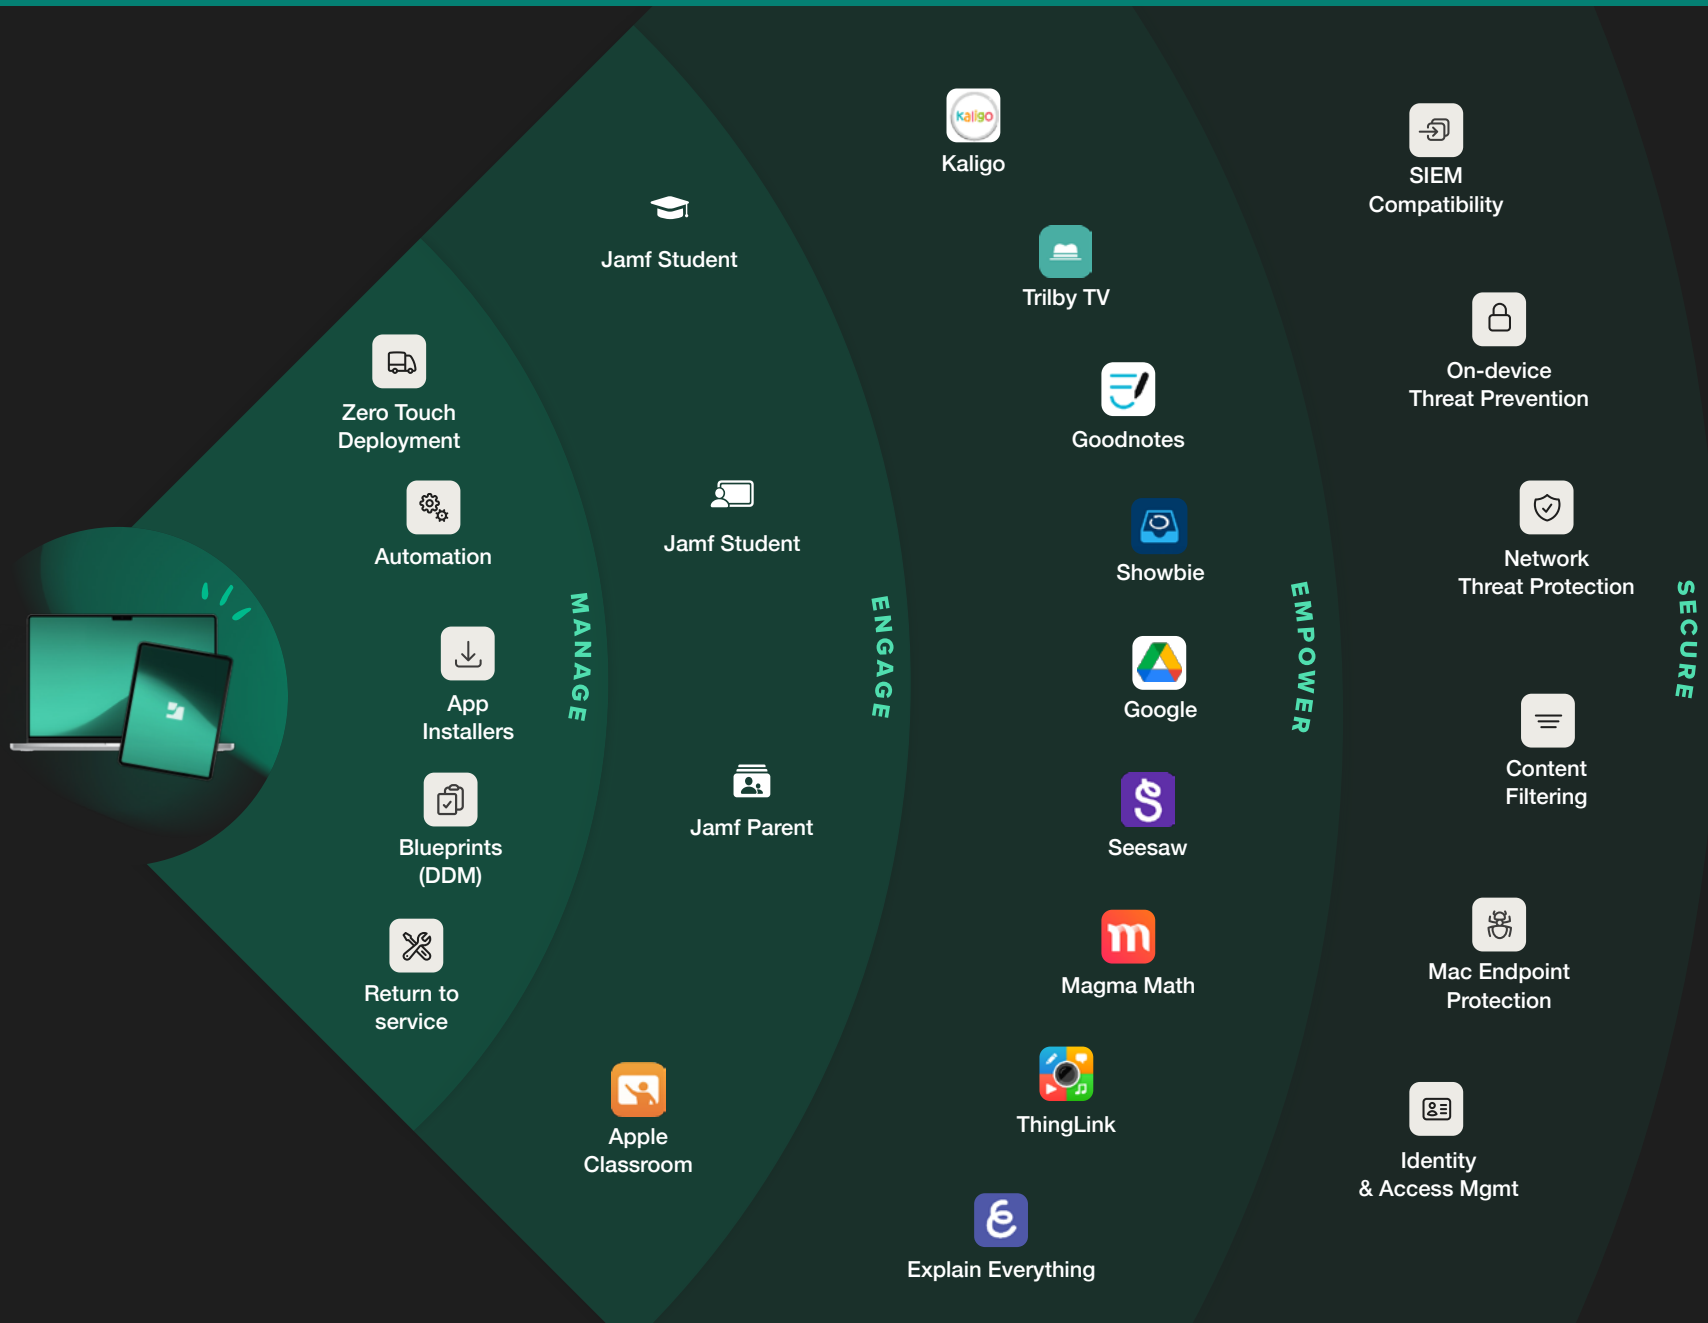 Zero Touch
Deployment
Automation
App
Installers
Blueprints
(DDM)
Return to
service
MANAGE
Jamf Student
Jamf Student
Jamf Parent
Apple
Classroom
ENGAGE
Kaligo
Kaligo
Trilby TV
Goodnotes
Showbie
Google
Seesaw
m
Magma Math
ThingLink
Explain Everything
EMPOWER
SIEM
Compatibility
On-device
Threat Prevention
Network
Threat Protection
Content
Filtering
Mac Endpoint
Protection
Identity
& Access Mgmt
SECURE